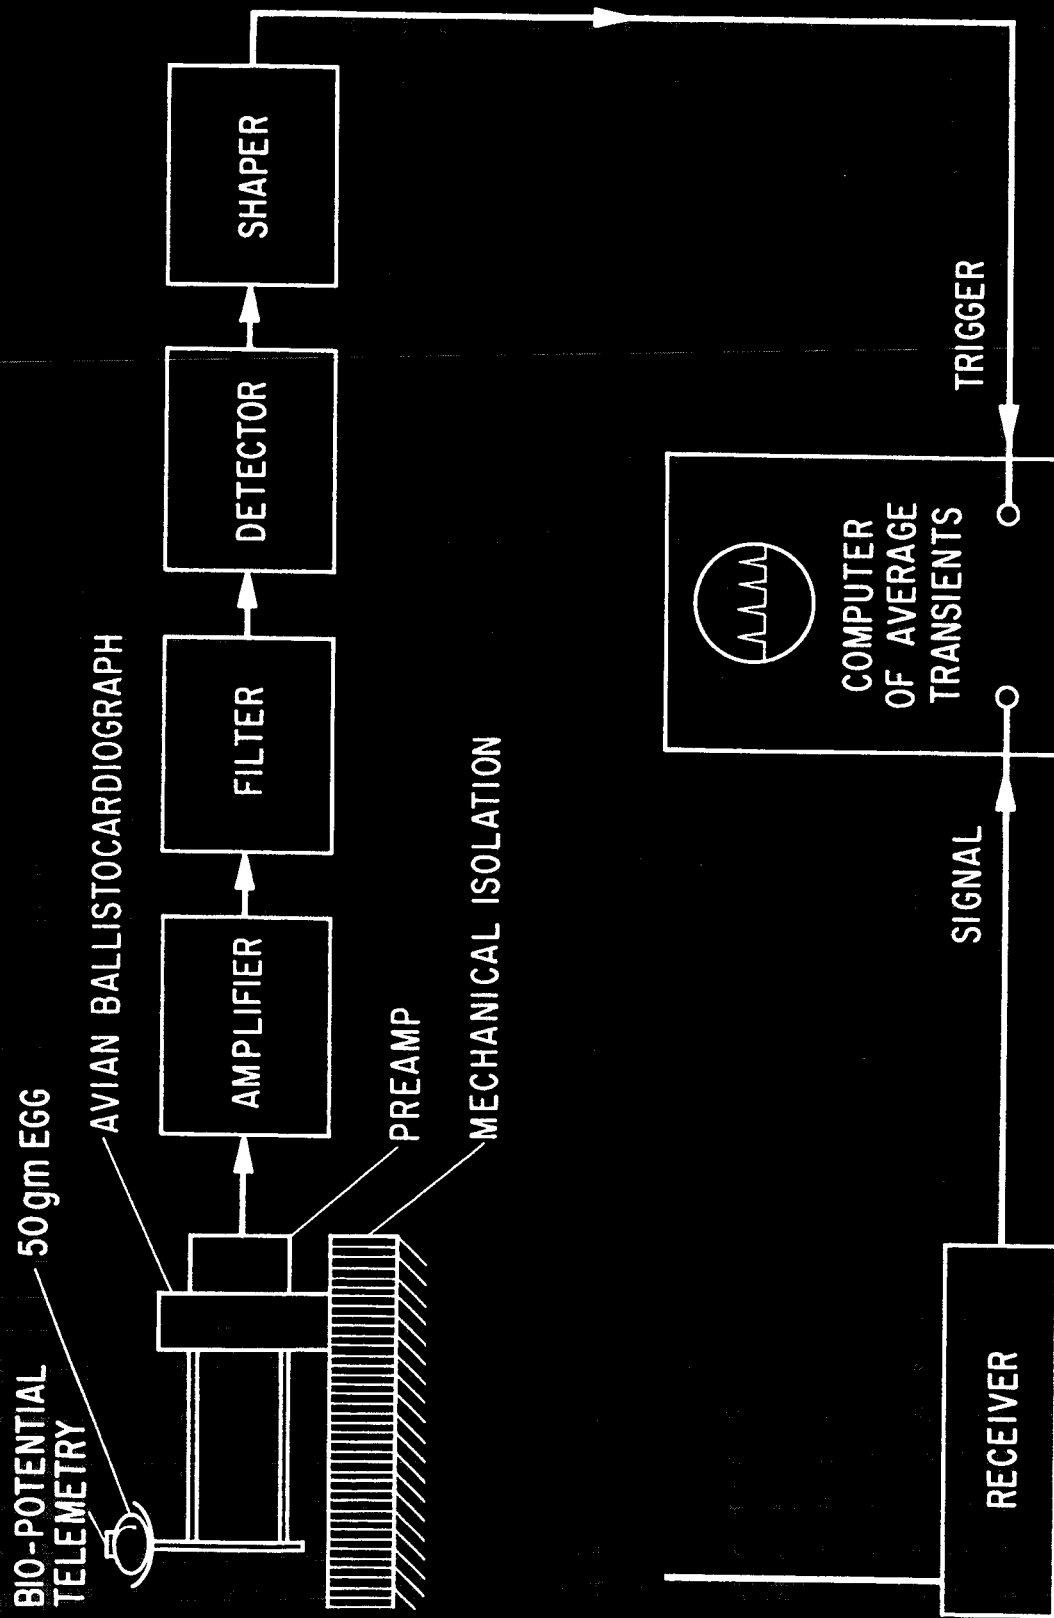 BIO-POTENTIAL
TELEMETRY
50gm EGG
AVIAN BALLISTOCARDIOGRAPH
AMPLIFIER
FILTER
DETECTOR
SHAPER
PREAMP
MECHANICAL ISOLATION
RECEIVER
SIGNAL
COMPUTER
OF AVERAGE
TRANSIENTS
TRIGGER